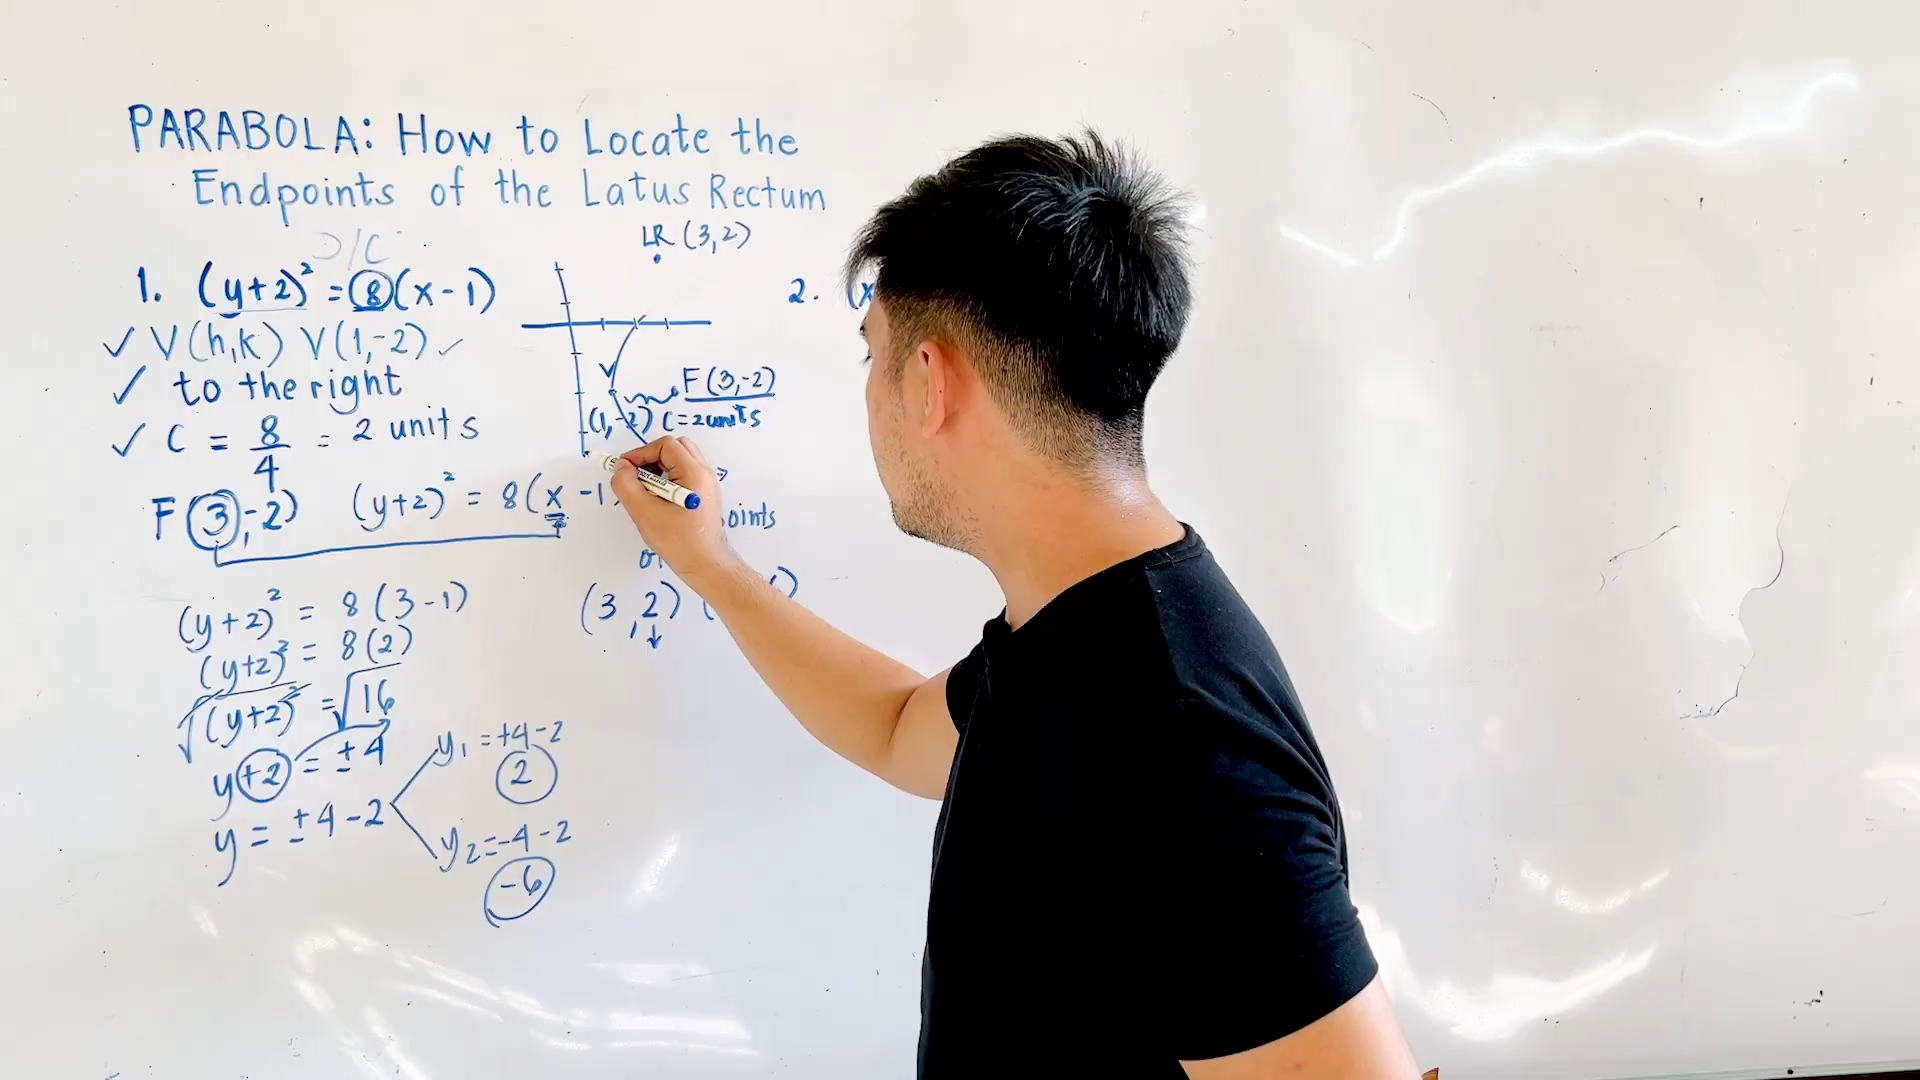 PARABOLA: How to Locate the
Endpoints of the Latus Rectum
D/C
LR (3,2)
1. (y+2)² = 8(x-1)
2. (x
✓ V(h,k) V(1,-2) ✓
✓ to the right
V
F(3,-2)
(1,-2) C=2units
✓ C = 8/4 = 2 units
F(3,-2) (y+2)² = 8(x-1
oints
(y+2)² = 8(3-1)
(3,2) (
(y+2)² = 8(2)
√(y+2)² = √16
y+2 = ±4
y = ±4-2
y₁ = +4-2
2
y₂ = -4-2
-6